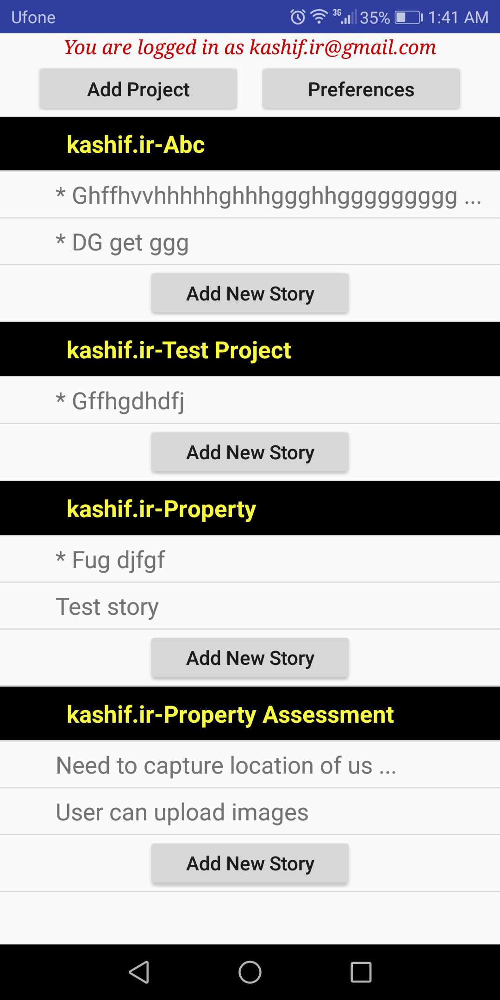 Ufone 3G 35% 1:41 AM
You are logged in as kashif.ir@gmail.com
Add Project Preferences
kashif.ir-Abc
* Ghffhvvhhhhhghhhggghhggggggggg ...
* DG get ggg
Add New Story
kashif.ir-Test Project
* Gffhgdhdfj
Add New Story
kashif.ir-Property
* Fug djfgf
Test story
Add New Story
kashif.ir-Property Assessment
Need to capture location of us ...
User can upload images
Add New Story